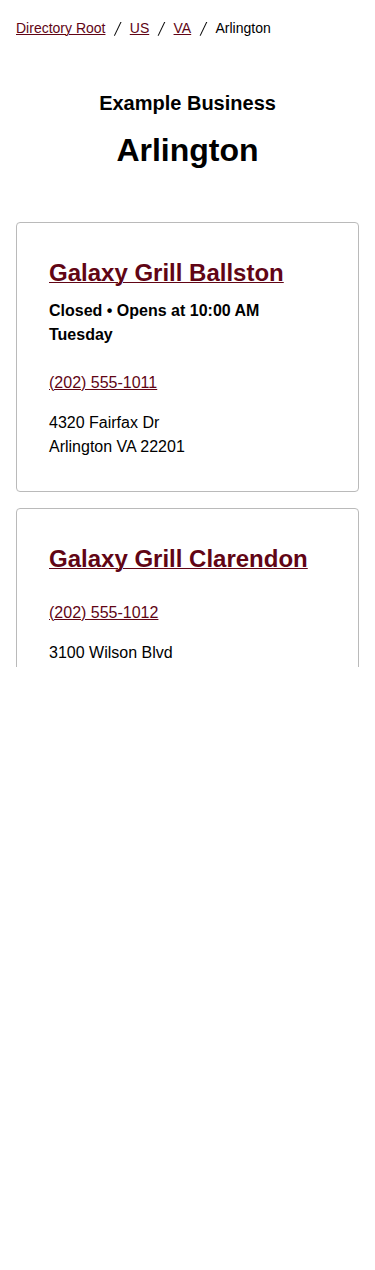 Directory Root / US / VA / Arlington
Example Business
Arlington
Galaxy Grill Ballston
Closed • Opens at 10:00 AM
Tuesday
(202) 555-1011
4320 Fairfax Dr
Arlington VA 22201
Galaxy Grill Clarendon
(202) 555-1012
3100 Wilson Blvd